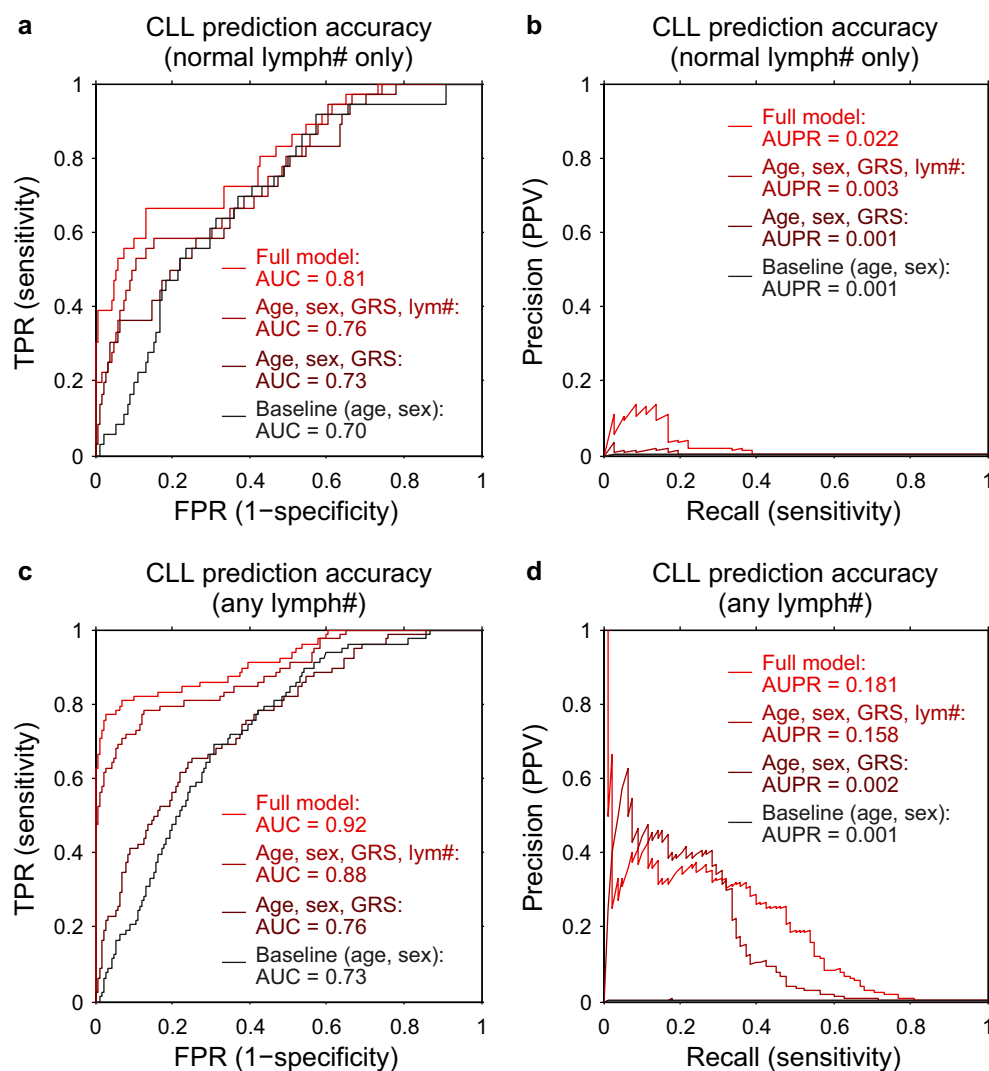 a
CLL prediction accuracy
(normal lymph# only)
TPR (sensitivity)
1
0.8
0.6
0.4
0.2
0
Full model:
AUC = 0.81
Age, sex, GRS, lym#:
AUC = 0.76
Age, sex, GRS:
AUC = 0.73
Baseline (age, sex):
AUC = 0.70
0 0.2 0.4 0.6 0.8 1
FPR (1−specificity)
b
CLL prediction accuracy
(normal lymph# only)
Precision (PPV)
1
0.8
0.6
0.4
0.2
0
Full model:
AUPR = 0.022
Age, sex, GRS, lym#:
AUPR = 0.003
Age, sex, GRS:
AUPR = 0.001
Baseline (age, sex):
AUPR = 0.001
0 0.2 0.4 0.6 0.8 1
Recall (sensitivity)
c
CLL prediction accuracy
(any lymph#)
TPR (sensitivity)
1
0.8
0.6
0.4
0.2
0
Full model:
AUC = 0.92
Age, sex, GRS, lym#:
AUC = 0.88
Age, sex, GRS:
AUC = 0.76
Baseline (age, sex):
AUC = 0.73
0 0.2 0.4 0.6 0.8 1
FPR (1−specificity)
d
CLL prediction accuracy
(any lymph#)
Precision (PPV)
1
0.8
0.6
0.4
0.2
0
Full model:
AUPR = 0.181
Age, sex, GRS, lym#:
AUPR = 0.158
Age, sex, GRS:
AUPR = 0.002
Baseline (age, sex):
AUPR = 0.001
0 0.2 0.4 0.6 0.8 1
Recall (sensitivity)